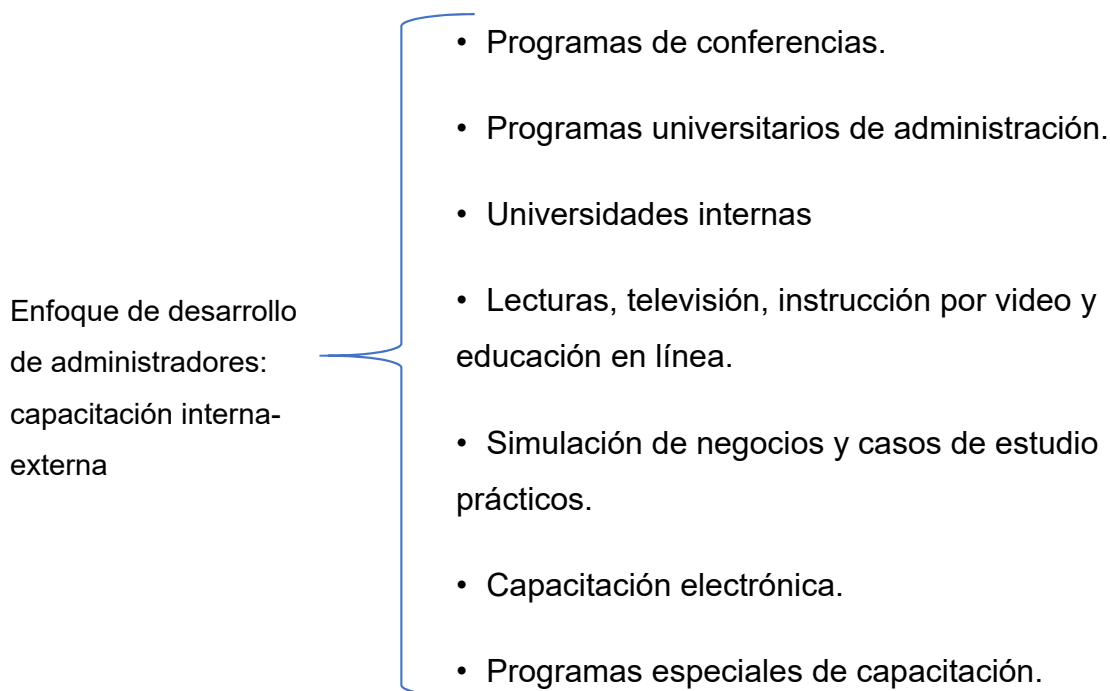 Enfoque de desarrollo
de administradores:
capacitación interna-
externa
• Programas de conferencias.
• Programas universitarios de administración.
• Universidades internas
• Lecturas, televisión, instrucción por video y
educación en línea.
• Simulación de negocios y casos de estudio
prácticos.
• Capacitación electrónica.
• Programas especiales de capacitación.